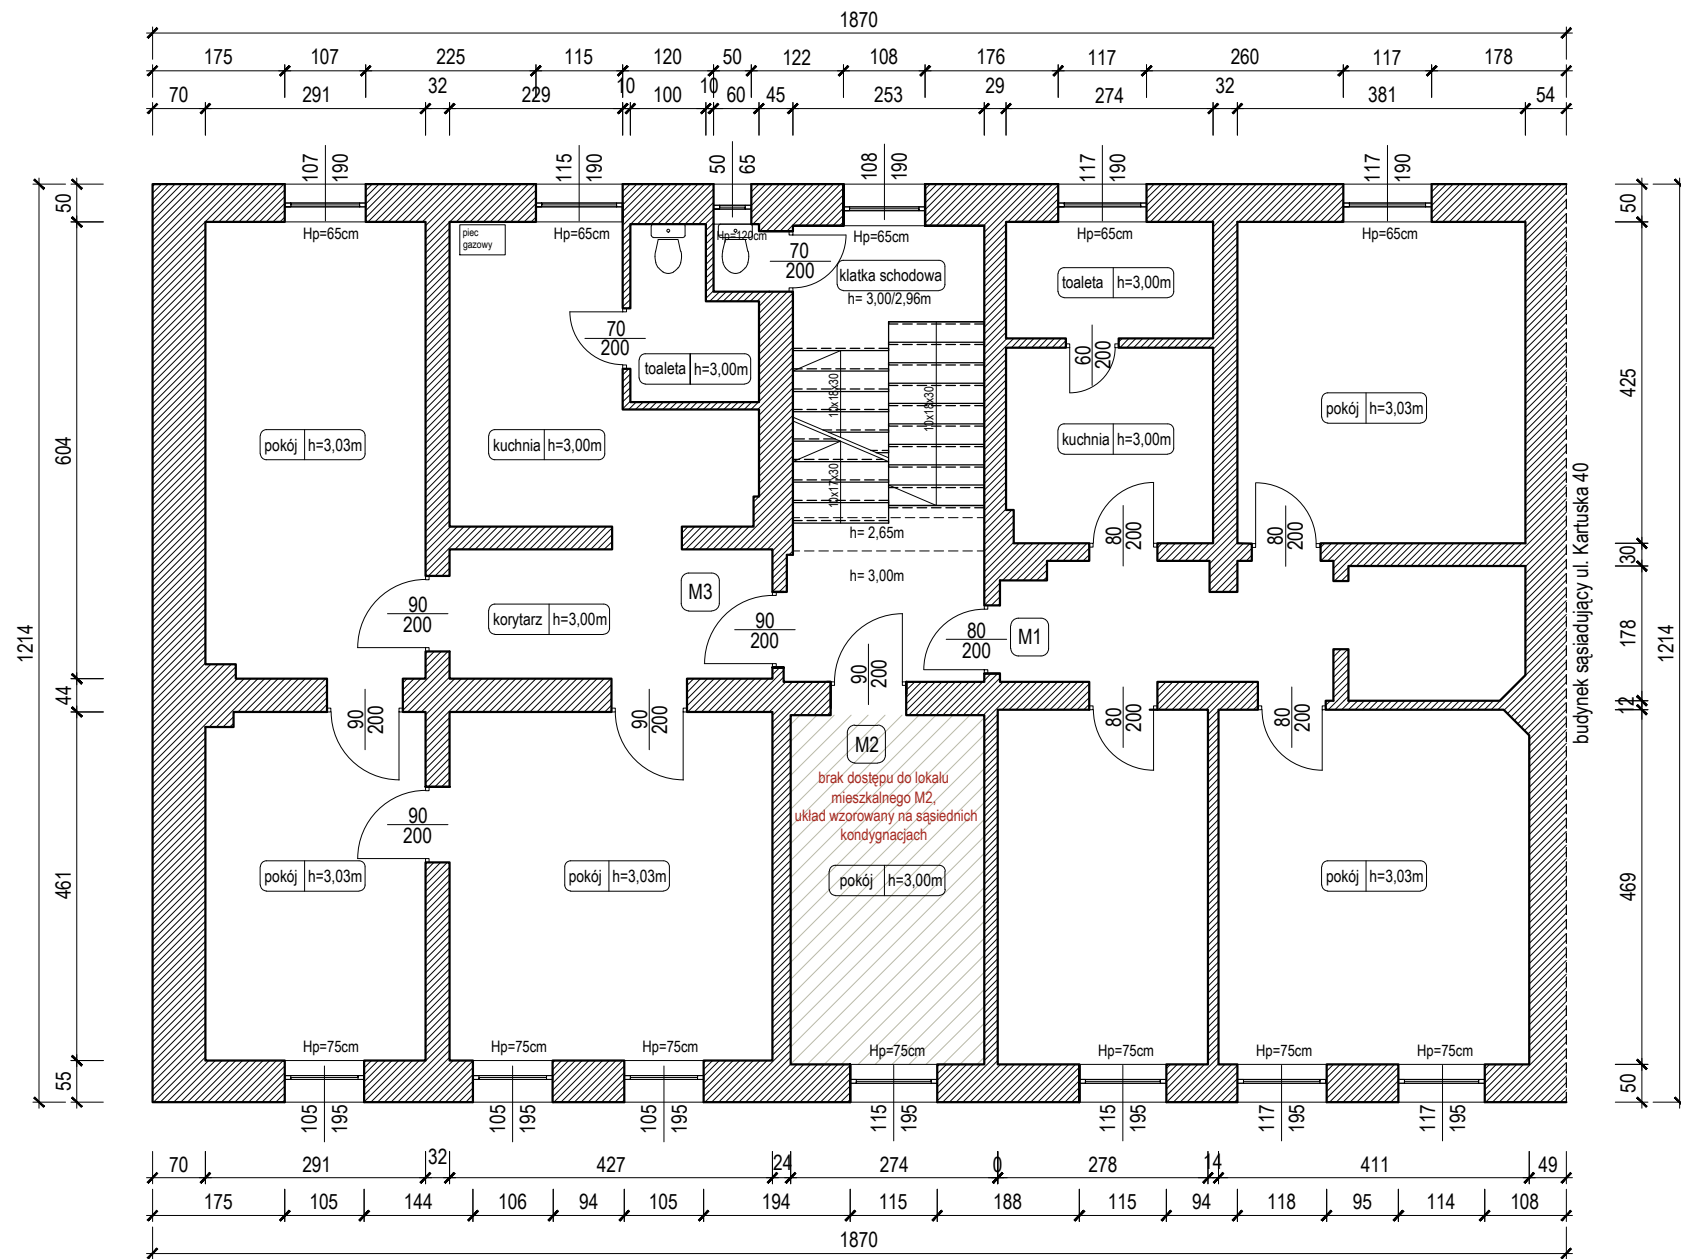 1870
175 107 225 115 120 50 122 108 176 117 260 117 178
70 291 32 229 10 100 10 60 45 253 29 274 32 381 54
107 190
115 190
50 65
108 190
117 190
117 190
Hp=65cm
piec
gazowy
Hp=65cm
Hp=120cm
Hp=65cm
Hp=65cm
Hp=65cm
70
200
klatka schodowa
h= 3,00/2,96m
toaleta h=3,00m
70
200
toaleta h=3,00m
60
200
10x18x30
10x18x30
10x17x30
pokój h=3,03m
kuchnia h=3,00m
kuchnia h=3,00m
pokój h=3,03m
h= 2,65m
h= 3,00m
80
200
80
200
M3
90
200
korytarz h=3,00m
90
200
80
200
M1
90
200
90
200
90
200
80
200
80
200
M2
brak dostępu do lokalu
mieszkalnego M2,
układ wzorowany na sąsiednich
kondygnacjach
90
200
pokój h=3,03m
pokój h=3,03m
pokój h=3,00m
pokój h=3,03m
Hp=75cm
Hp=75cm
Hp=75cm
Hp=75cm
Hp=75cm
Hp=75cm
Hp=75cm
105 195
105 195
105 195
115 195
115 195
117 195
117 195
1214
50
604
44
461
55
50
425
30
178
12
469
50
1214
budynek sąsiadujący ul. Kartuska 40
70 291 32 427 24 274 0 278 14 411 49
175 105 144 106 94 105 194 115 188 115 94 118 95 114 108
1870